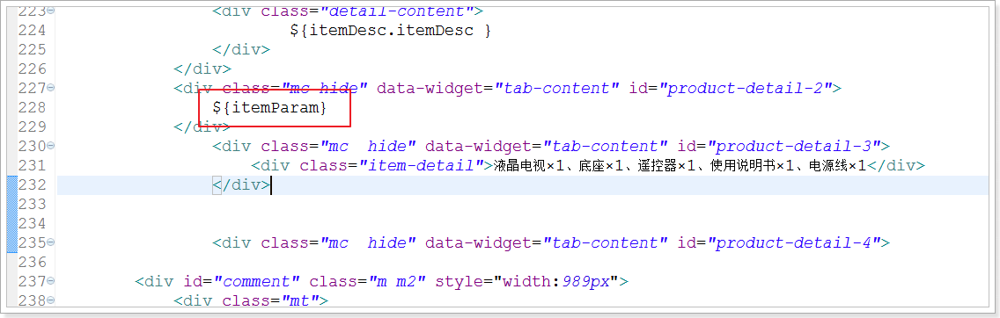 223 <div class="detail-content">
224 ${itemDesc.itemDesc }
225 </div>
226 </div>
227 <div class="mc hide" data-widget="tab-content" id="product-detail-2">
228 ${itemParam}
229 </div>
230 <div class="mc  hide" data-widget="tab-content" id="product-detail-3">
231 <div class="item-detail">液晶电视×1、底座×1、遥控器×1、使用说明书×1、电源线×1</div>
232 </div>
233
234
235 <div class="mc  hide" data-widget="tab-content" id="product-detail-4">
236
237 <div id="comment" class="m m2" style="width:989px">
238 <div class="mt">